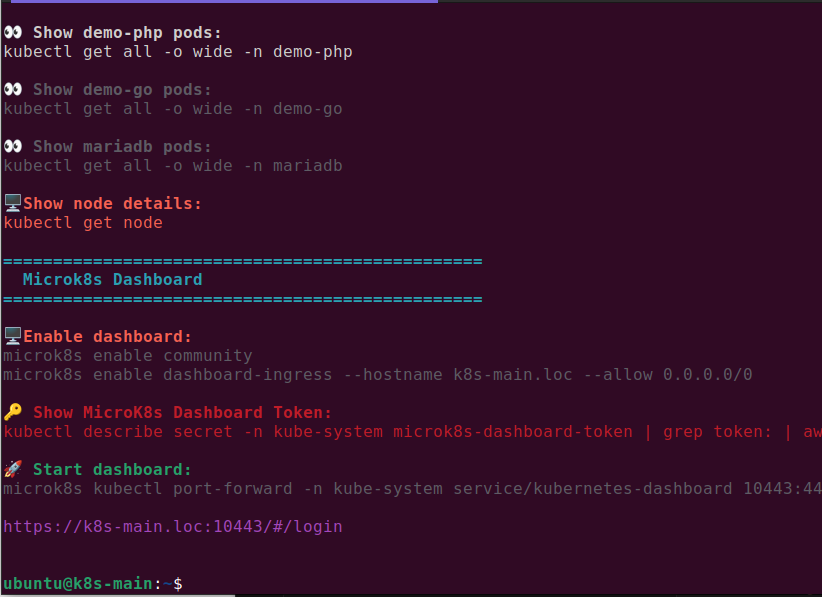 👀 Show demo-php pods:
kubectl get all -o wide -n demo-php
👀 Show demo-go pods:
kubectl get all -o wide -n demo-go
👀 Show mariadb pods:
kubectl get all -o wide -n mariadb
🖥️Show node details:
kubectl get node
================================================
Microk8s Dashboard
================================================
🖥️Enable dashboard:
microk8s enable community
microk8s enable dashboard-ingress --hostname k8s-main.loc --allow 0.0.0.0/0
🔑 Show MicroK8s Dashboard Token:
kubectl describe secret -n kube-system microk8s-dashboard-token | grep token: | aw
🚀 Start dashboard:
microk8s kubectl port-forward -n kube-system service/kubernetes-dashboard 10443:44
https://k8s-main.loc:10443/#/login
ubuntu@k8s-main:~$